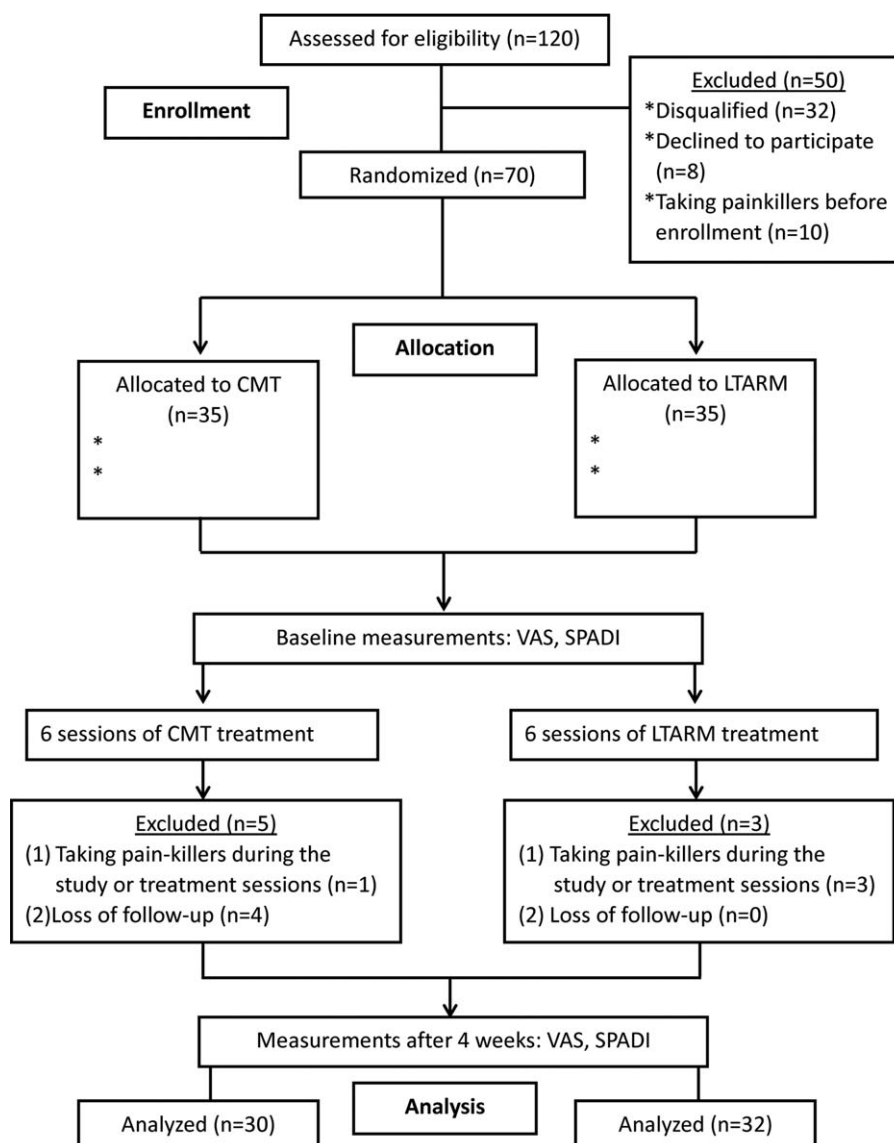 Assessed for eligibility (n=120)
Excluded (n=50)
*Disqualified (n=32)
*Declined to participate
(n=8)
*Taking painkillers before
enrollment (n=10)
Enrollment
Randomized (n=70)
Allocation
Allocated to CMT
(n=35)
*
*
Allocated to LTARM
(n=35)
*
*
Baseline measurements: VAS, SPADI
6 sessions of CMT treatment
6 sessions of LTARM treatment
Excluded (n=5)
(1) Taking pain-killers during the
study or treatment sessions (n=1)
(2)Loss of follow-up (n=4)
Excluded (n=3)
(1) Taking pain-killers during the
study or treatment sessions (n=3)
(2) Loss of follow-up (n=0)
Measurements after 4 weeks: VAS, SPADI
Analysis
Analyzed (n=30)
Analyzed (n=32)